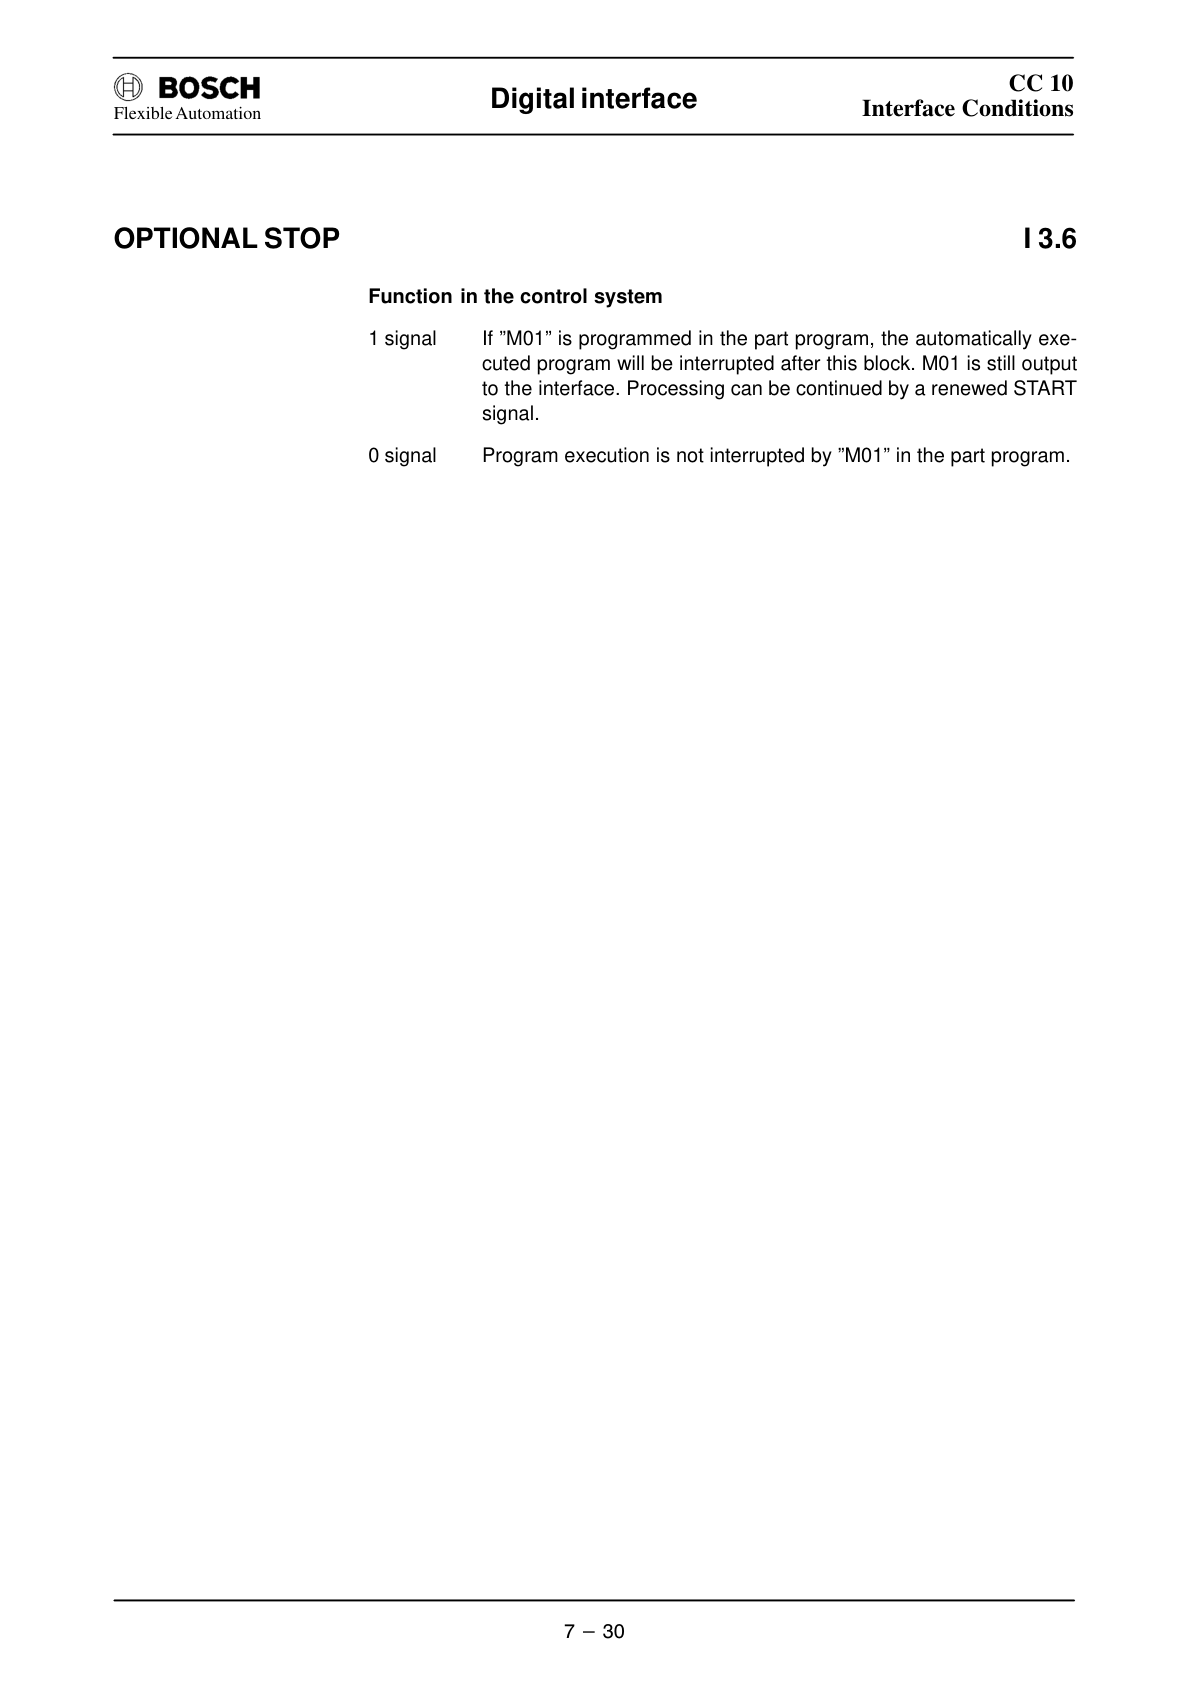 BOSCH
Flexible Automation
Digital interface
CC 10
Interface Conditions
OPTIONAL STOP I 3.6
Function in the control system
1 signal If ”M01” is programmed in the part program, the automatically exe-
cuted program will be interrupted after this block. M01 is still output
to the interface. Processing can be continued by a renewed START
signal.
0 signal Program execution is not interrupted by ”M01” in the part program.
7 – 30